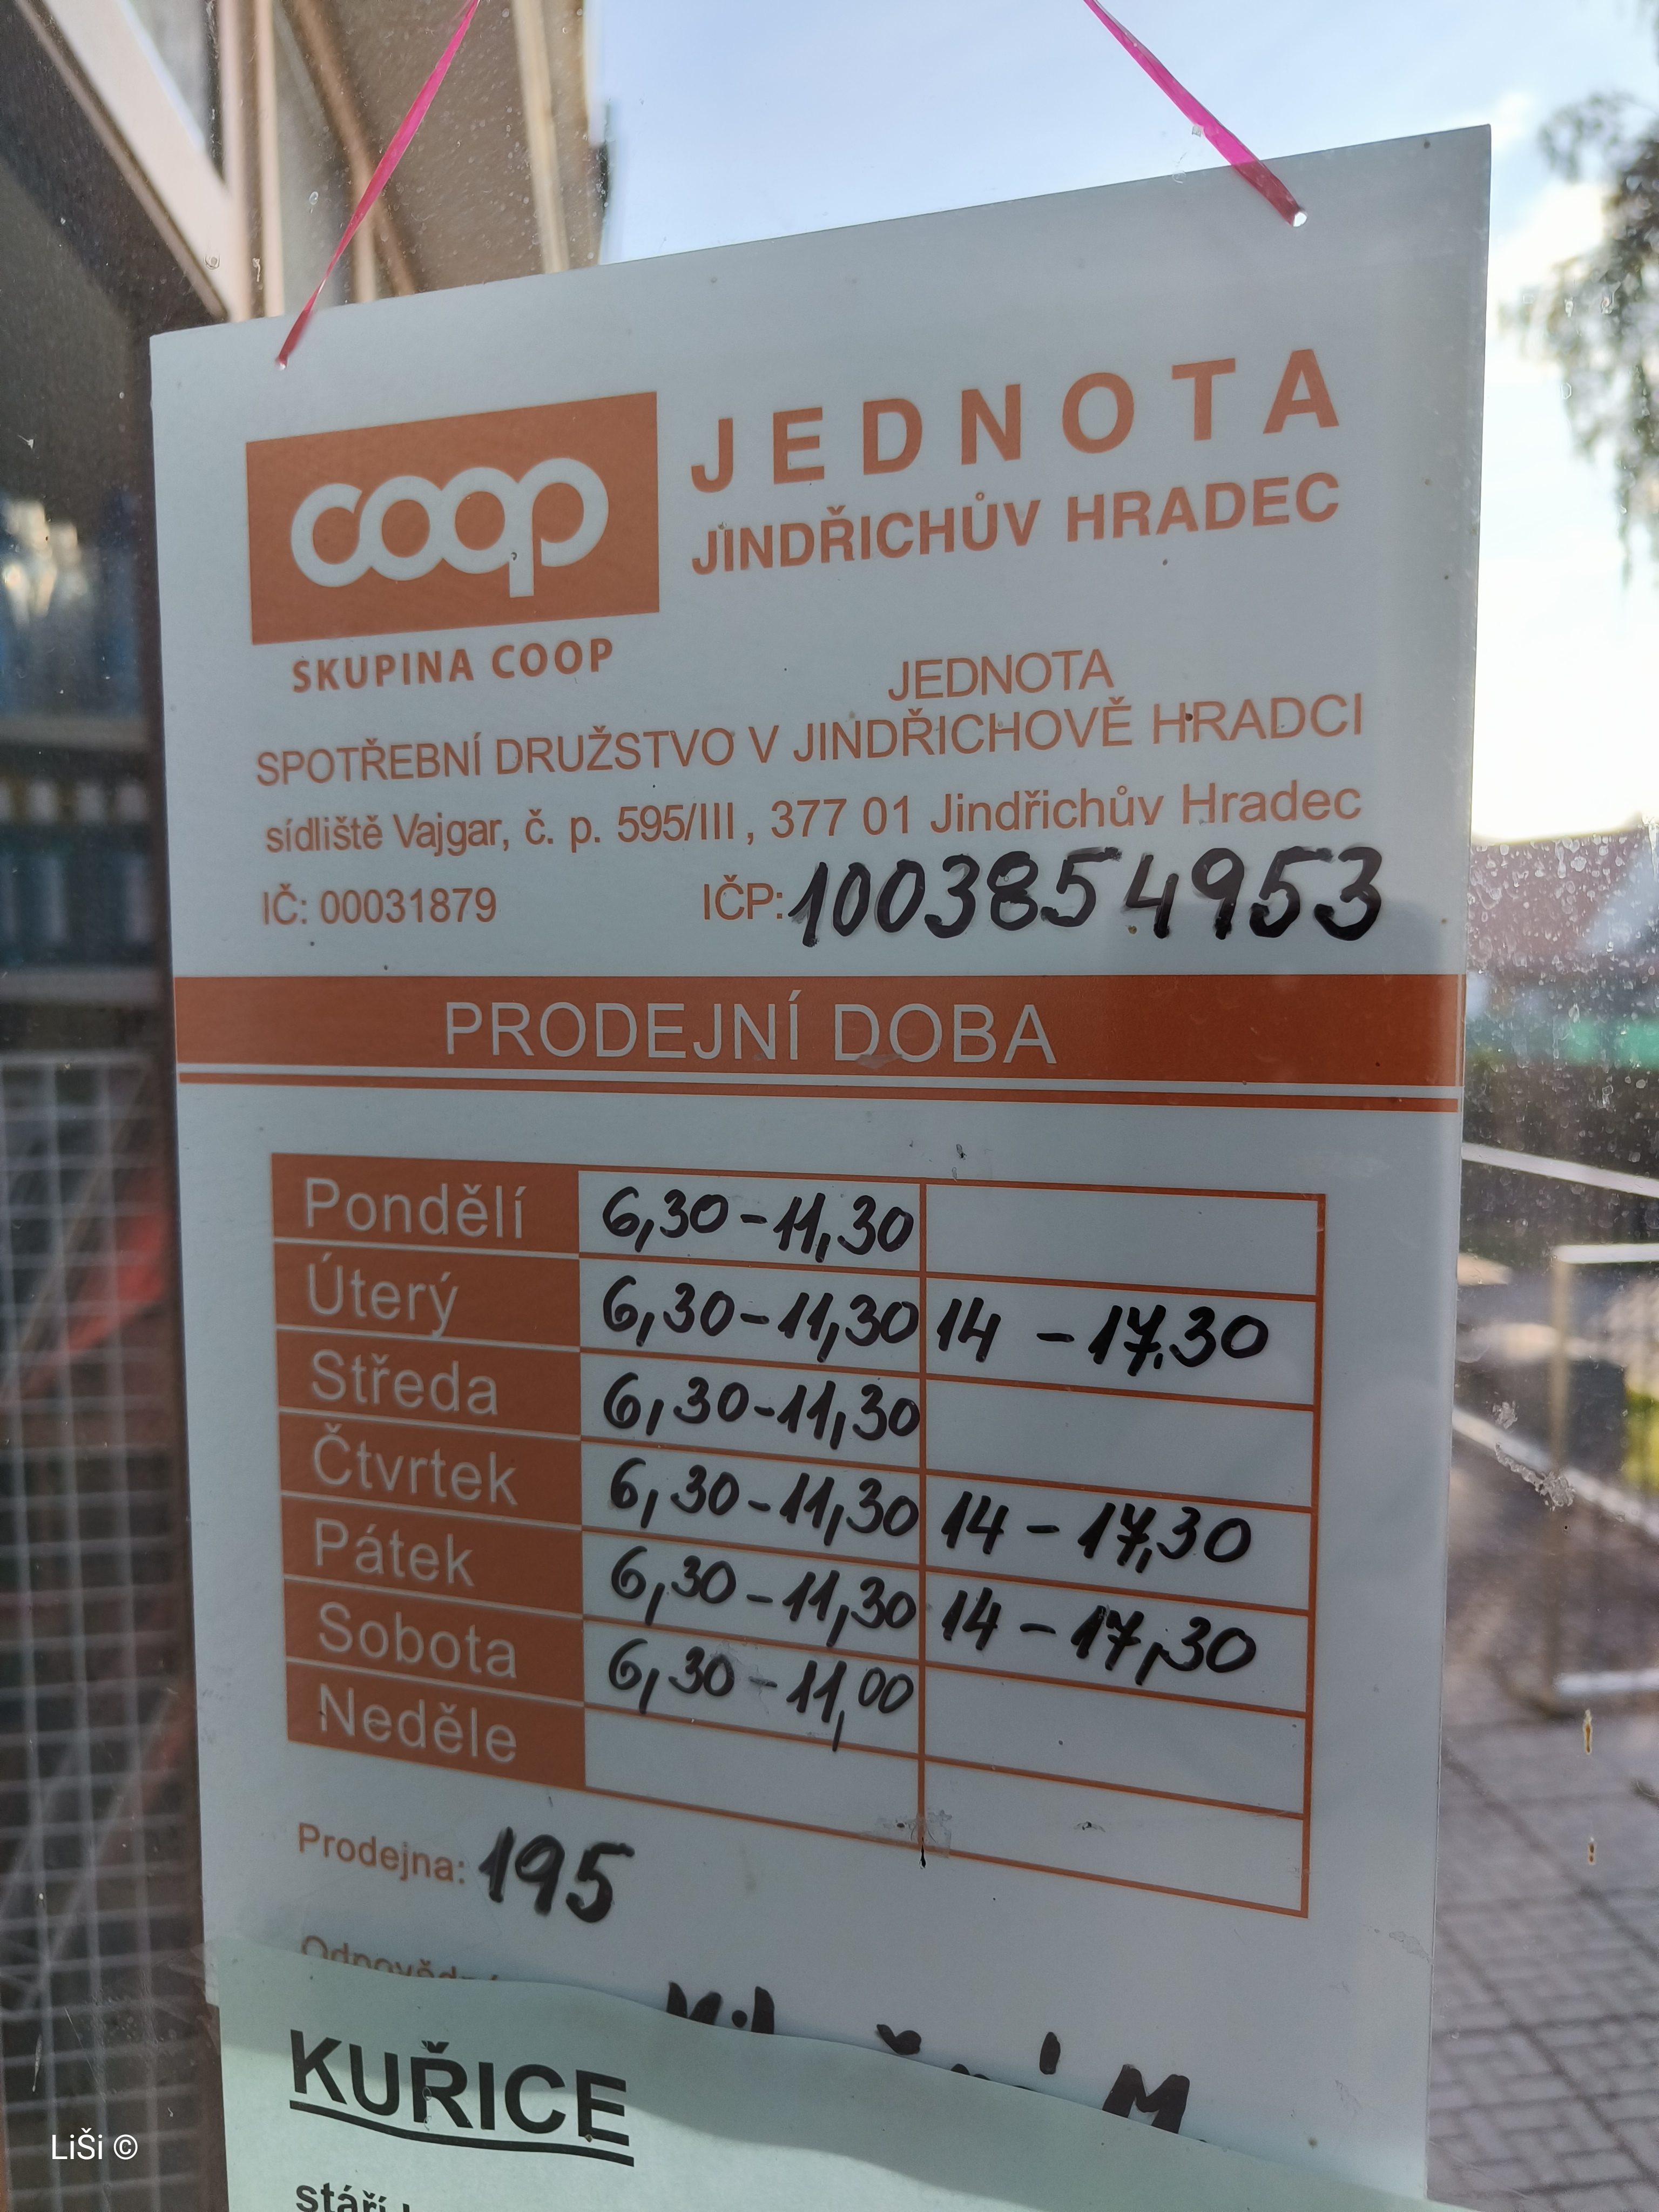 coop
JEDNOTA
JINDŘICHŮV HRADEC
SKUPINA COOP
JEDNOTA
SPOTŘEBNÍ DRUŽSTVO V JINDŘICHOVĚ HRADCI
sídliště Vajgar, č. p. 595/III, 377 01 Jindřichův Hradec
IČ: 00031879 IČP: 1003854953
PRODEJNÍ DOBA
Pondělí 6,30-11,30
Úterý 6,30-11,30 14 - 17.30
Středa 6,30-11,30
Čtvrtek 6,30-11,30 14 - 17,30
Pátek 6,30-11,30 14 - 17,30
Sobota 6,30-11,00
Neděle
Prodejna: 195
M
KUŘICE
stáří
LiŠi ©